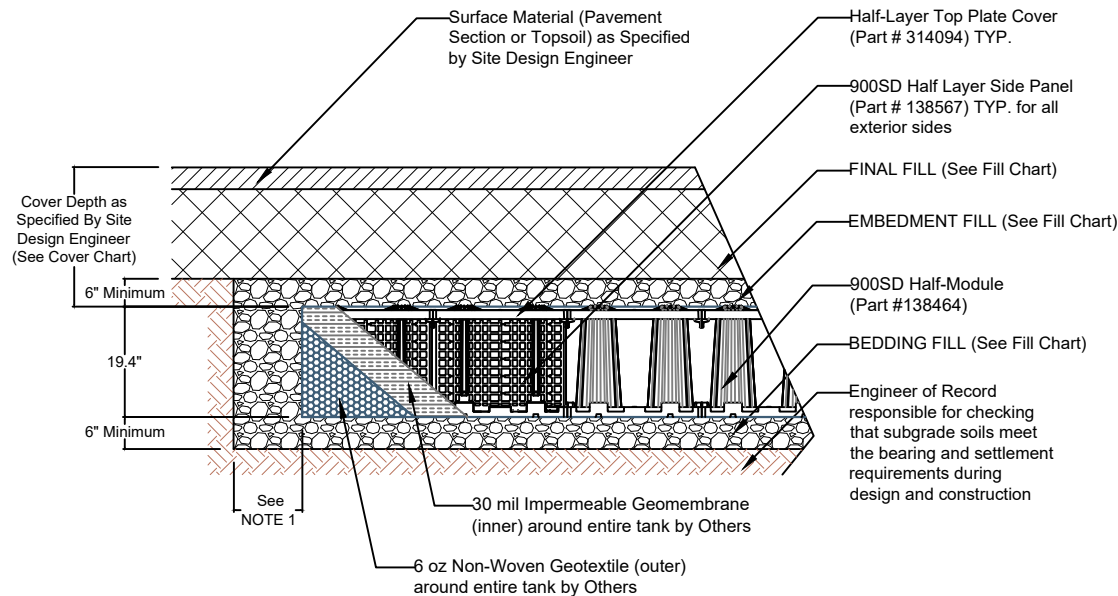 Surface Material (Pavement
Section or Topsoil) as Specified
by Site Design Engineer
Half-Layer Top Plate Cover
(Part # 314094) TYP.
900SD Half Layer Side Panel
(Part # 138567) TYP. for all
exterior sides
FINAL FILL (See Fill Chart)
EMBEDMENT FILL (See Fill Chart)
900SD Half-Module
(Part #138464)
BEDDING FILL (See Fill Chart)
Engineer of Record
responsible for checking
that subgrade soils meet
the bearing and settlement
requirements during
design and construction
Cover Depth as
Specified By Site
Design Engineer
(See Cover Chart)
6" Minimum
19.4"
6" Minimum
See
NOTE 1
30 mil Impermeable Geomembrane
(inner) around entire tank by Others
6 oz Non-Woven Geotextile (outer)
around entire tank by Others